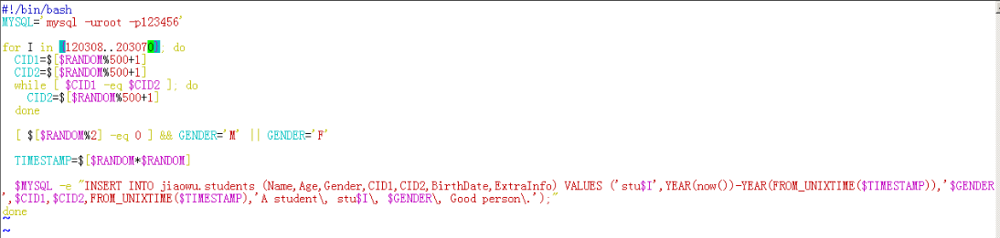 #!/bin/bash
MYSQL='mysql -uroot -p123456'
for I in {120308..203070}; do
CID1=$[$RANDOM%500+1]
CID2=$[$RANDOM%500+1]
while [ $CID1 -eq $CID2 ]; do
CID2=$[$RANDOM%500+1]
done
[ $[$RANDOM%2] -eq 0 ] && GENDER='M' || GENDER='F'
TIMESTAMP=$[$RANDOM*$RANDOM]
$MYSQL -e "INSERT INTO jiaowu.students (Name,Age,Gender,CID1,CID2,BirthDate,ExtraInfo) VALUES ('stu$I',YEAR(now())-YEAR(FROM_UNIXTIME($TIMESTAMP)),'$GENDER
',$CID1,$CID2,FROM_UNIXTIME($TIMESTAMP),'A student\, stu$I\, $GENDER\, Good person\.');"
done
~
~